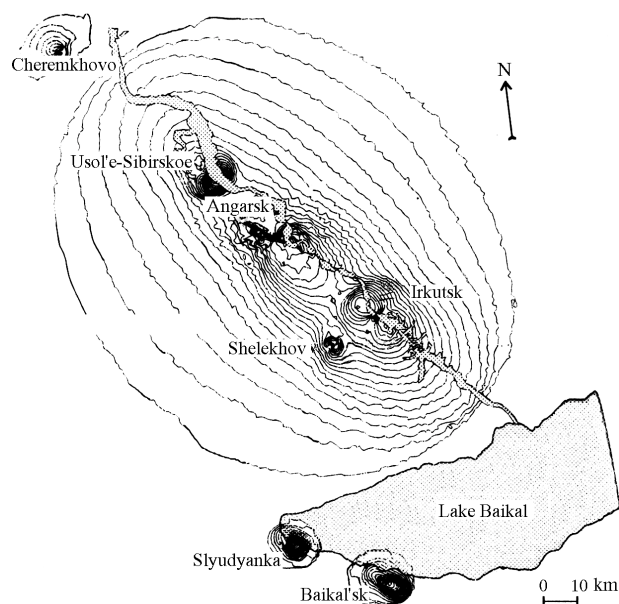 Cheremkhovo
N
Usol'e-Sibirskoe
Angarsk
Irkutsk
Shelekhov
Lake Baikal
Slyudyanka
Baikal'sk
0 10 km